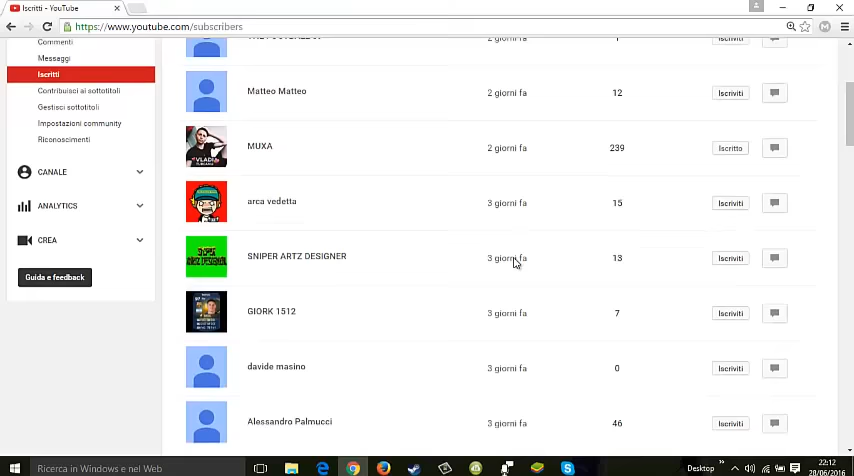 Iscritti - YouTube
https://www.youtube.com/subscribers
Commenti
Messaggi
Iscritti
Contribuisci ai sottotitoli
Gestisci sottotitoli
Impostazioni community
Riconoscimenti
CANALE
ANALYTICS
CREA
Guida e feedback
2 giorni fa 1 Iscriviti
Matteo Matteo 2 giorni fa 12 Iscriviti
MUXA 2 giorni fa 239 Iscritto
arca vedetta 3 giorni fa 15 Iscriviti
SNIPER ARTZ DESIGNER 3 giorni fa 13 Iscriviti
GIORK 1512 3 giorni fa 7 Iscriviti
davide masino 3 giorni fa 0 Iscriviti
Alessandro Palmucci 3 giorni fa 46 Iscriviti
Ricerca in Windows e nel Web
Desktop
22:12
28/06/2016